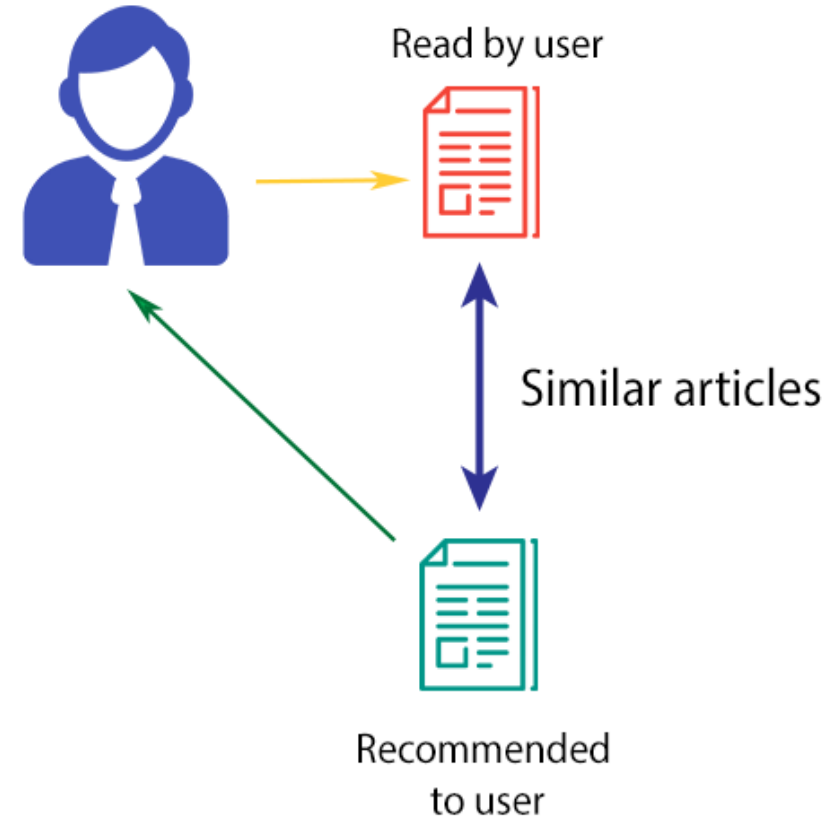 Read by user
Similar articles
Recommended
to user